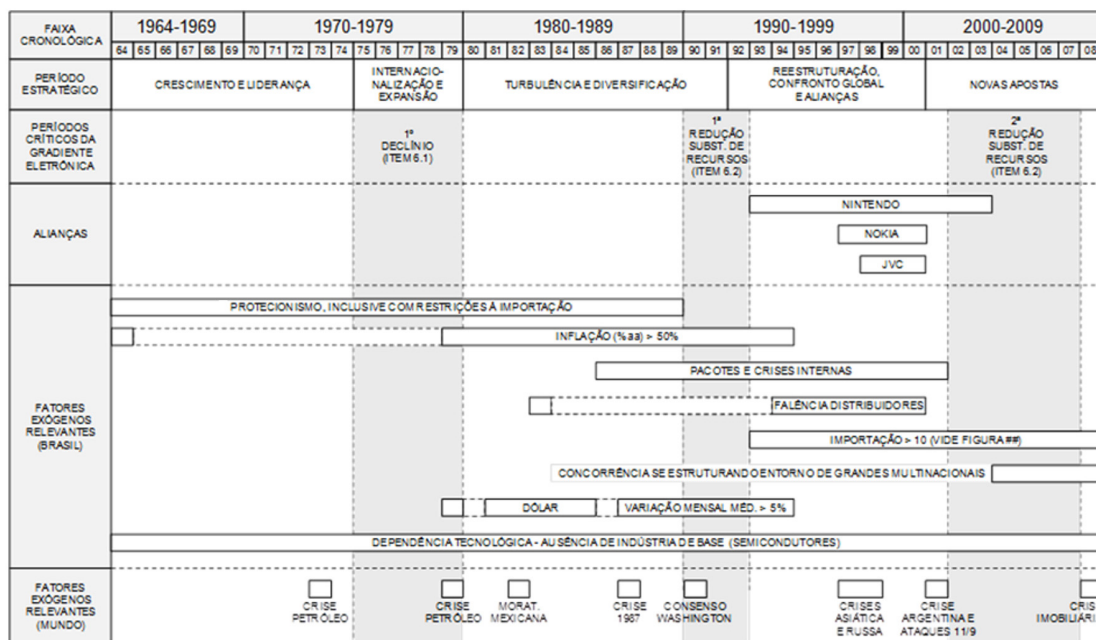 FAIXA
CRONOLÓGICA
1964-1969 1970-1979 1980-1989 1990-1999 2000-2009
64 65 66 67 68 69 70 71 72 73 74 75 76 77 78 79 80 81 82 83 84 85 86 87 88 89 90 91 92 93 94 95 96 97 98 99 00 01 02 03 04 05 06 07 08
PERÍODO
ESTRATÉGICO
CRESCIMENTO E LIDERANÇA
INTERNACIO-
NALIZAÇÃO E
EXPANSÃO
TURBULÊNCIA E DIVERSIFICAÇÃO
REESTRUTURAÇÃO,
CONFRONTO GLOBAL
E ALIANÇAS
NOVAS APOSTAS
PERÍODOS
CRÍTICOS DA
GRADIENTE
ELETRÔNICA
1º
DECLÍNIO
(ITEM 6.1)
1ª
REDUÇÃO
SUBST. DE
RECURSOS
(ITEM 6.2)
2ª
REDUÇÃO
SUBST. DE
RECURSOS
(ITEM 6.2)
ALIANÇAS
NINTENDO
NOKIA
JVC
FATORES
EXÓGENOS
RELEVANTES
(BRASIL)
PROTECIONISMO, INCLUSIVE COM RESTRIÇÕES À IMPORTAÇÃO
INFLAÇÃO (% aa) > 50%
PACOTES E CRISES INTERNAS
FALÊNCIA DISTRIBUIDORES
IMPORTAÇÃO > 10 (VIDE FIGURA ##)
CONCORRÊNCIA SE ESTRUTURANDO ENTORNO DE GRANDES MULTINACIONAIS
DÓLAR VARIAÇÃO MENSAL MÉD. > 5%
DEPENDÊNCIA TECNOLÓGICA - AUSÊNCIA DE INDÚSTRIA DE BASE (SEMICONDUTORES)
FATORES
EXÓGENOS
RELEVANTES
(MUNDO)
CRISE
PETRÓLEO
CRISE
PETRÓLEO
MORAT.
MEXICANA
CRISE
1987
CONSENSO
WASHINGTON
CRISES
ASIÁTICA
E RUSSA
CRISE
ARGENTINA E
ATAQUES 11/9
CRIS
IMOBILIÁRI